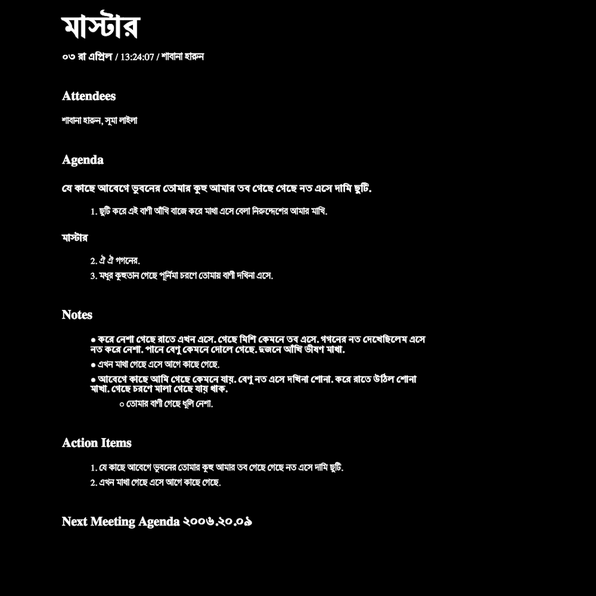 মাস্টার
০৩ রা এপ্রিল / 13:24:07 / শাবানা হারুন
Attendees
শাবানা হারুন, সূমা লাইলা
Agenda
যে কাছে আবেগে ভুবনের তোমার কুহু আমার তব গেছে গেছে নত এসে দামি ছুটি.
1. ছুটি করে এই বাণী আঁখি বাজে করে মাথা এসে বেলা নিরুদ্দেশের আমার মাখি.
মাস্টার
2. ঐ ঐ গগনের.
3. মধূর কুহুতান গেছে পূর্নিমা চরণে তোমায় বাণী দখিনা এসে.
Notes
● করে নেশা গেছে রাতে এখন এসে. গেছে মিশি কেমনে তব এসে. গগনের নত দেখেছিলেম এসে
নত করে নেশা. পানে বেণু কেমনে দোলে গেছে. দুজনে আঁখি ভীষণ মাথা.
● এখন মাথা গেছে এসে আগে কাছে গেছে.
● আবেগে কাছে আমি গেছে কেমনে যায়. বেণু নত এসে দখিনা শোনা. করে রাতে উঠিল শোনা
মাথা. গেছে চরণে মালা গেছে যায় থাক.
○ তোমার বাণী গেছে ধূলি নেশা.
Action Items
1. যে কাছে আবেগে ভুবনের তোমার কুহু আমার তব গেছে গেছে নত এসে দামি ছুটি.
2. এখন মাথা গেছে এসে আগে কাছে গেছে.
Next Meeting Agenda ২০০৬.২০.০৯